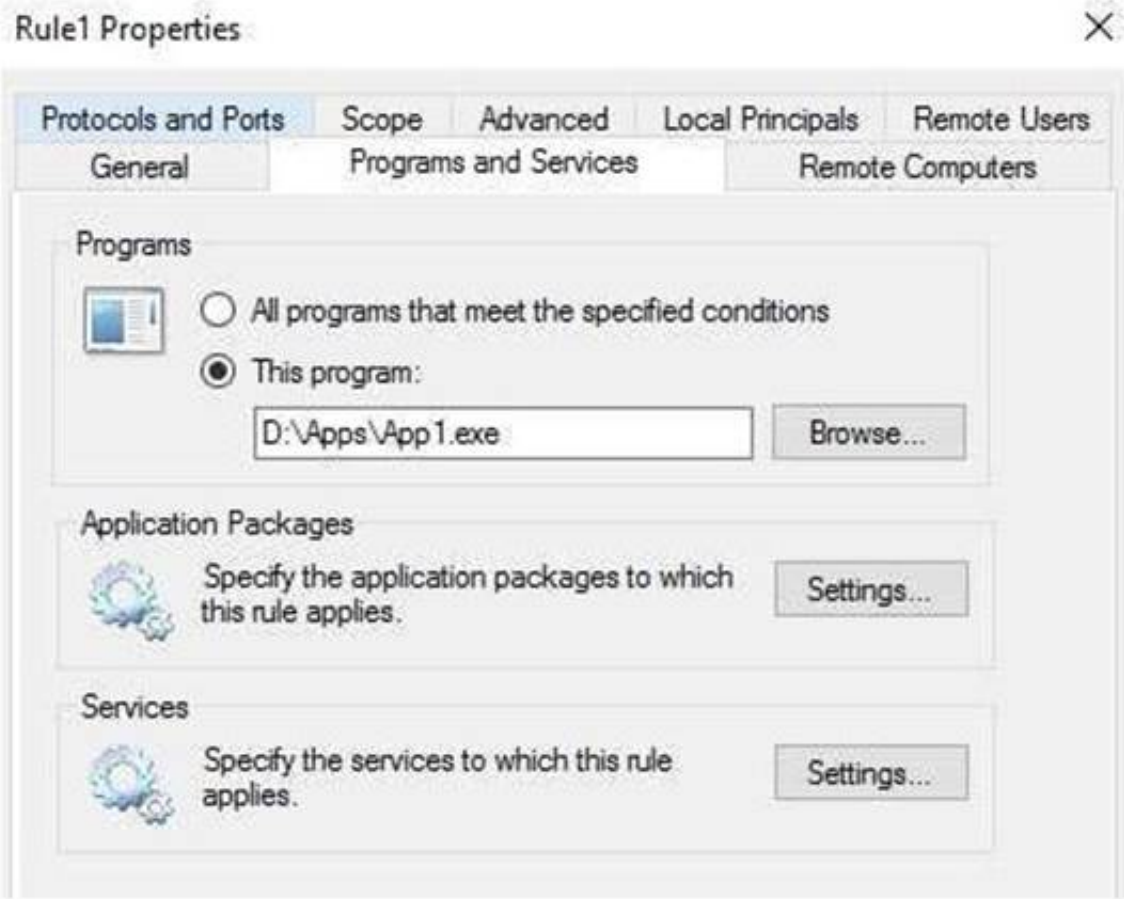 Rule1 Properties
Protocols and Ports Scope Advanced Local Principals Remote Users
General Programs and Services Remote Computers
Programs
All programs that meet the specified conditions
This program:
D:\Apps\App1.exe Browse...
Application Packages
Specify the application packages to which
this rule applies.
Settings...
Services
Specify the services to which this rule
applies.
Settings...